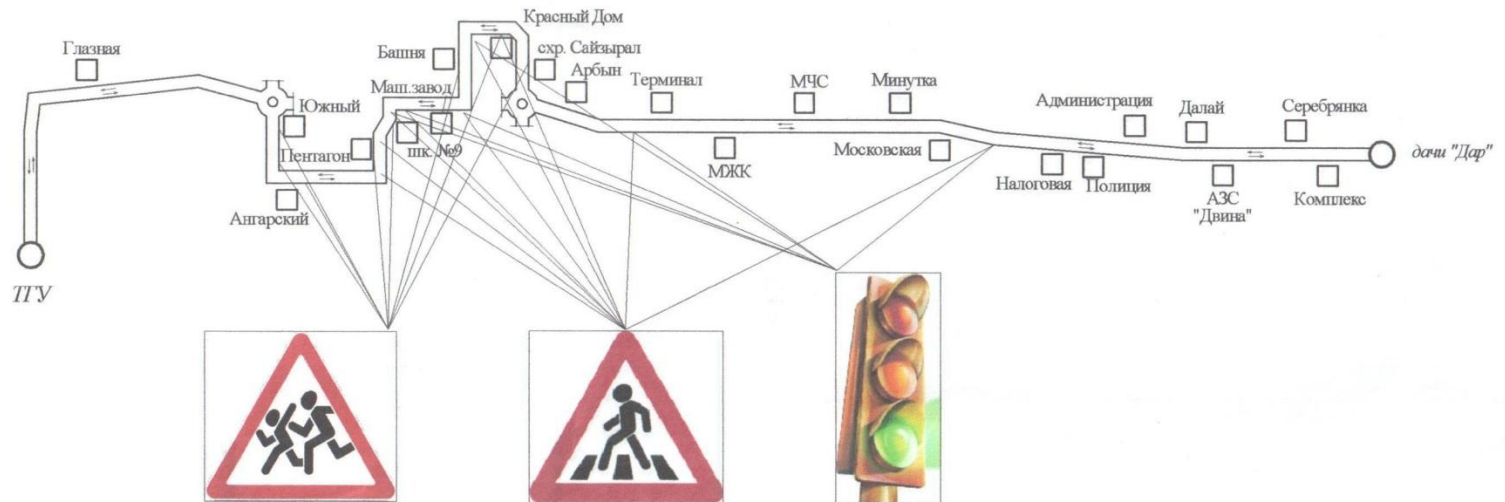 Красный Дом
Глазная
Башня
схр. Сайзырал
Арбын
Маш.завод
Терминал
МЧС
Минутка
Южный
Администрация
Далай
Серебрянка
Пентагон
шк. №9
МЖК
Московская
дачи "Дар"
Налоговая
Полиция
АЗС
"Двина"
Комплекс
Ангарский
ТГУ